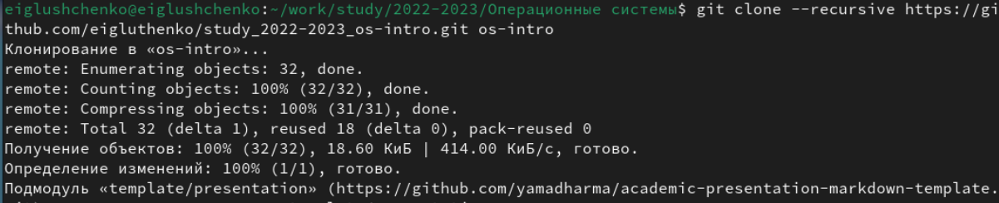 eiglushchenko@eiglushchenko:~/work/study/2022-2023/Операционные системы$ git clone --recursive https://gi
thub.com/eigluthenko/study_2022-2023_os-intro.git os-intro
Клонирование в «os-intro»...
remote: Enumerating objects: 32, done.
remote: Counting objects: 100% (32/32), done.
remote: Compressing objects: 100% (31/31), done.
remote: Total 32 (delta 1), reused 18 (delta 0), pack-reused 0
Получение объектов: 100% (32/32), 18.60 КиБ | 414.00 КиБ/с, готово.
Определение изменений: 100% (1/1), готово.
Подмодуль «template/presentation» (https://github.com/yamadharma/academic-presentation-markdown-template.